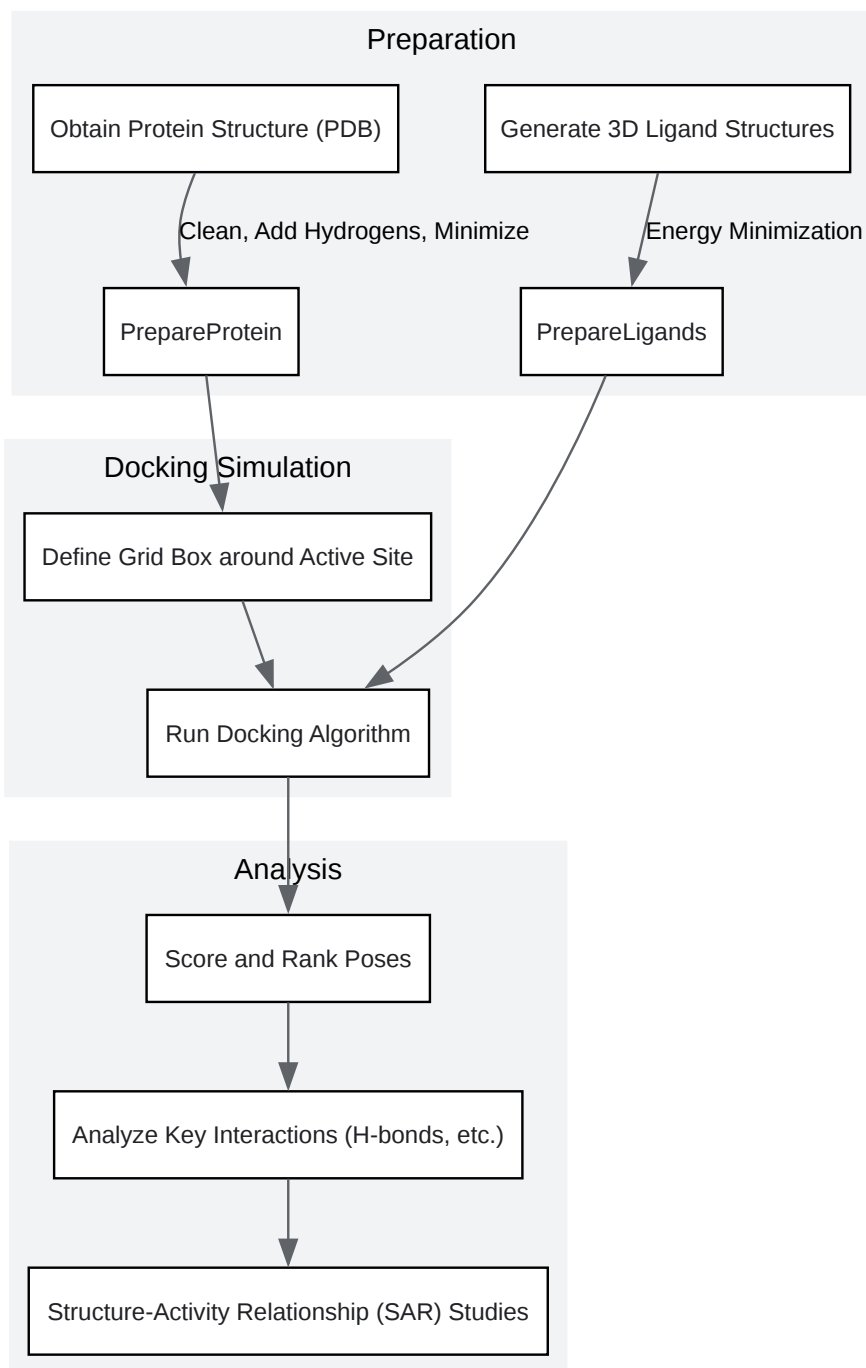 Preparation
Obtain Protein Structure (PDB)
Generate 3D Ligand Structures
Clean, Add Hydrogens, Minimize
Energy Minimization
PrepareProtein
PrepareLigands
Docking Simulation
Define Grid Box around Active Site
Run Docking Algorithm
Analysis
Score and Rank Poses
Analyze Key Interactions (H-bonds, etc.)
Structure-Activity Relationship (SAR) Studies